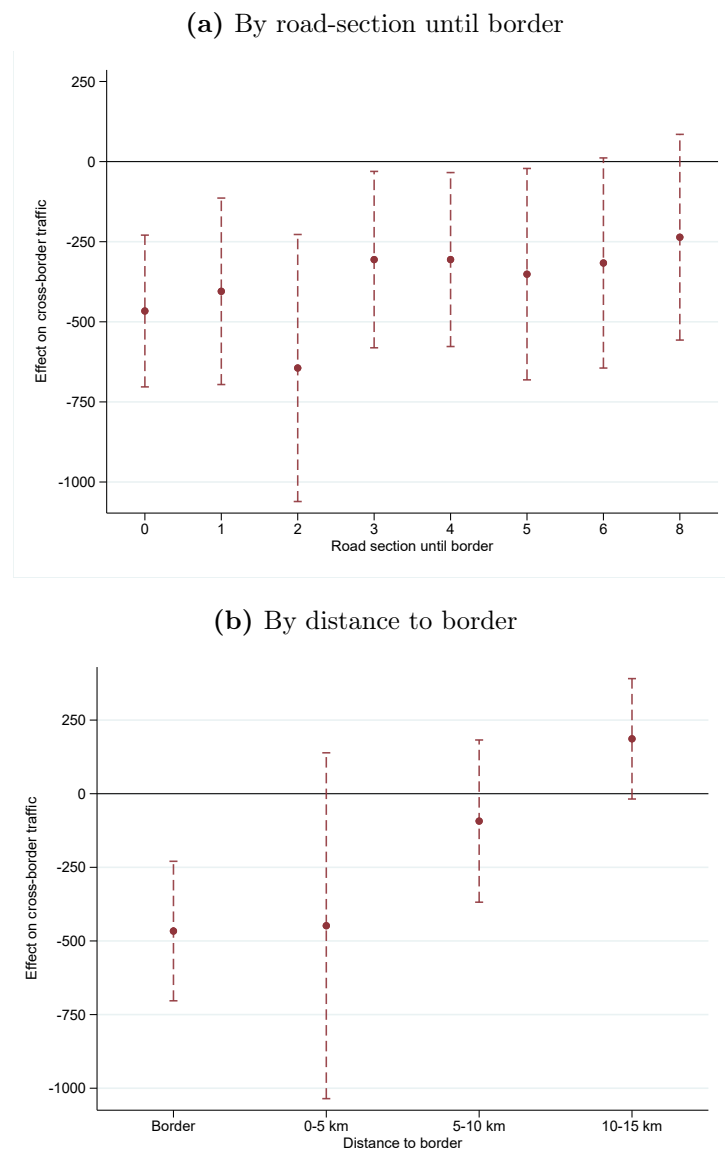 (a) By road-section until border
250
0
-250
-500
-750
-1000
Effect on cross-border traffic
0 1 2 3 4 5 6 8
Road section until border
(b) By distance to border
250
0
-250
-500
-750
-1000
Effect on cross-border traffic
Border 0-5 km 5-10 km 10-15 km
Distance to border